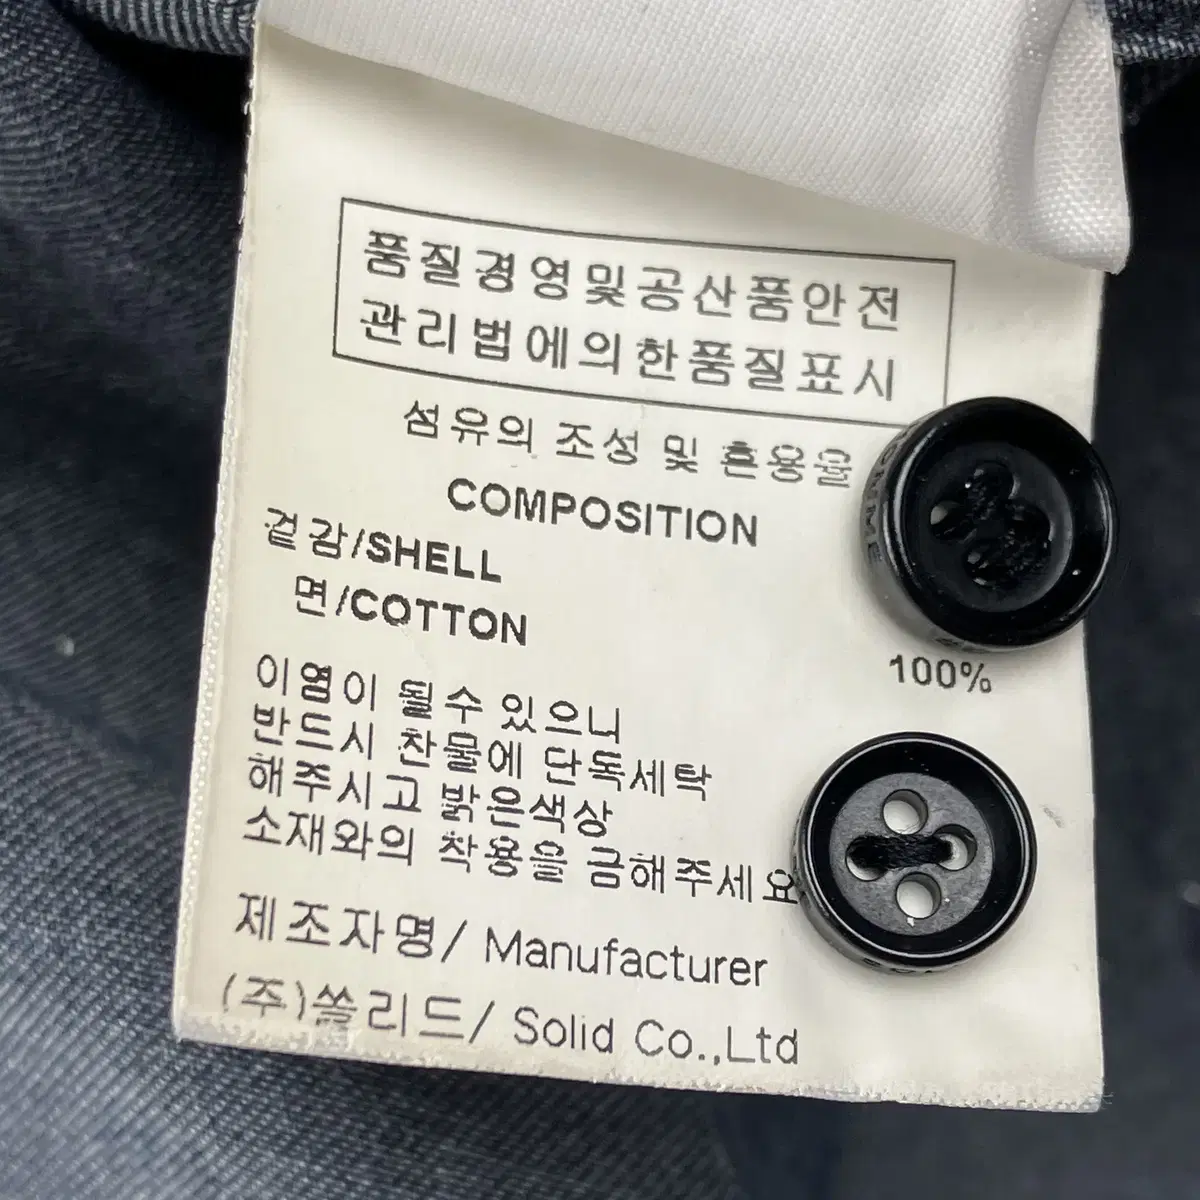 품질경영및공산품안전
관리법에의한품질표시
섬유의 조성 및 혼용율
COMPOSITION
겉감/SHELL
면/COTTON
100%
이염이 될수 있으니
반드시 찬물에 단독세탁
해주시고 밝은색상
소재와의 착용을 금해주세요
제조자명/ Manufacturer
(주)쏠리드/ Solid Co.,Ltd